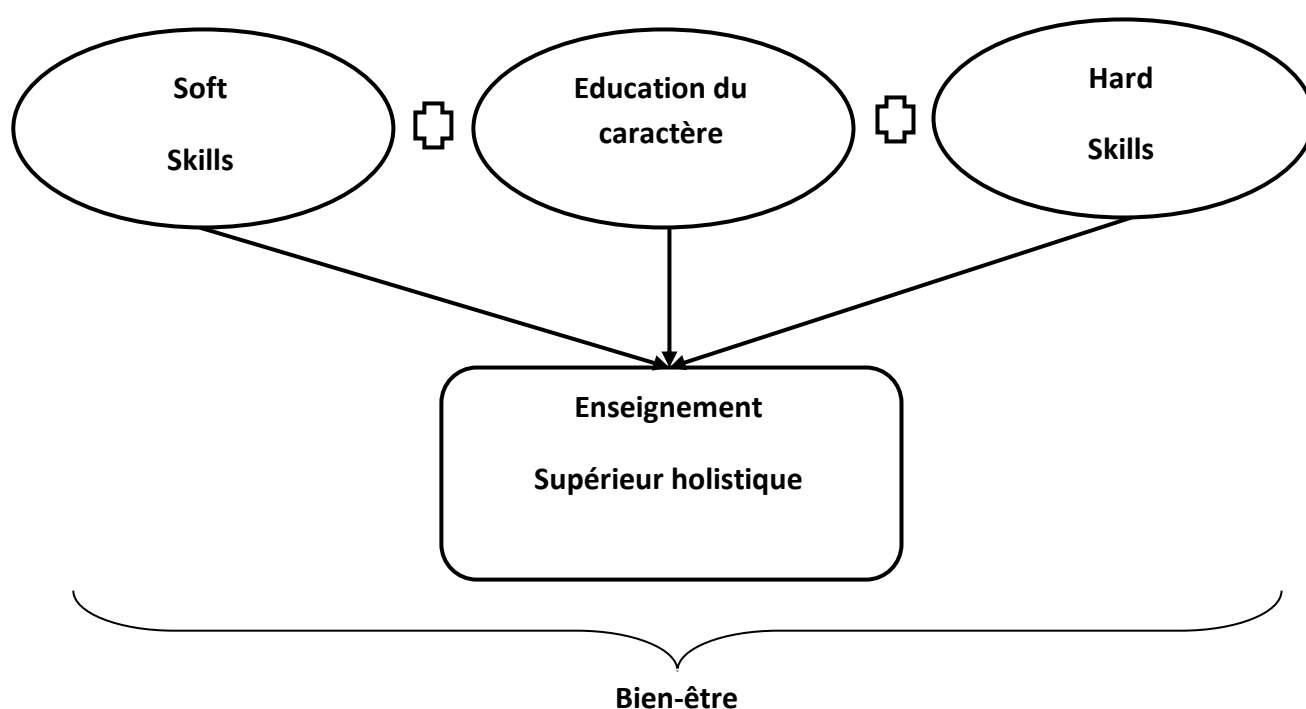 Soft
Skills
Education du
caractère
Hard
Skills
Enseignement
Supérieur holistique
Bien-être